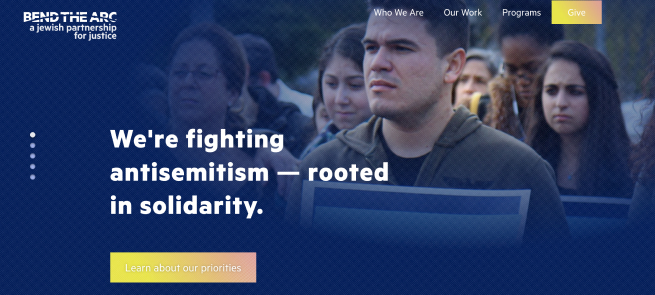 BEND THE ARC
a jewish partnership
for justice
Who We Are
Our Work
Programs
Give
We're fighting
antisemitism — rooted
in solidarity.
Learn about our priorities